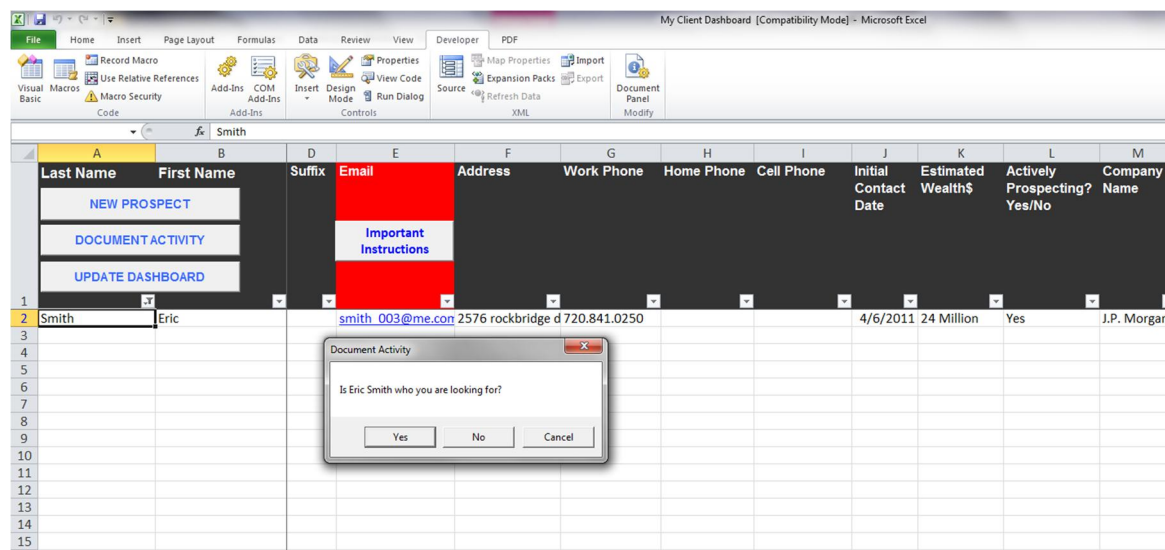 My Client Dashboard [Compatibility Mode] - Microsoft Excel
File Home Insert Page Layout Formulas Data Review View Developer PDF
Visual Basic
Macros
Record Macro
Use Relative References
Macro Security
Code
Add-Ins
COM Add-Ins
Add-Ins
Insert
Design Mode
Properties
View Code
Run Dialog
Controls
Source
Map Properties
Expansion Packs
Refresh Data
Import
Export
XML
Document Panel
Modify
fx Smith
A B D E F G H I J K L M
Last Name First Name Suffix Email Address Work Phone Home Phone Cell Phone Initial Contact Date Estimated Wealth$ Actively Prospecting? Yes/No Company Name
NEW PROSPECT
DOCUMENT ACTIVITY
UPDATE DASHBOARD
Important
Instructions
1
2 Smith Eric smith_003@me.com 2576 rockbridge d 720.841.0250 4/6/2011 24 Million Yes J.P. Morgan
3
4
5
6
7
8
9
10
11
12
13
14
15
Document Activity
Is Eric Smith who you are looking for?
Yes No Cancel